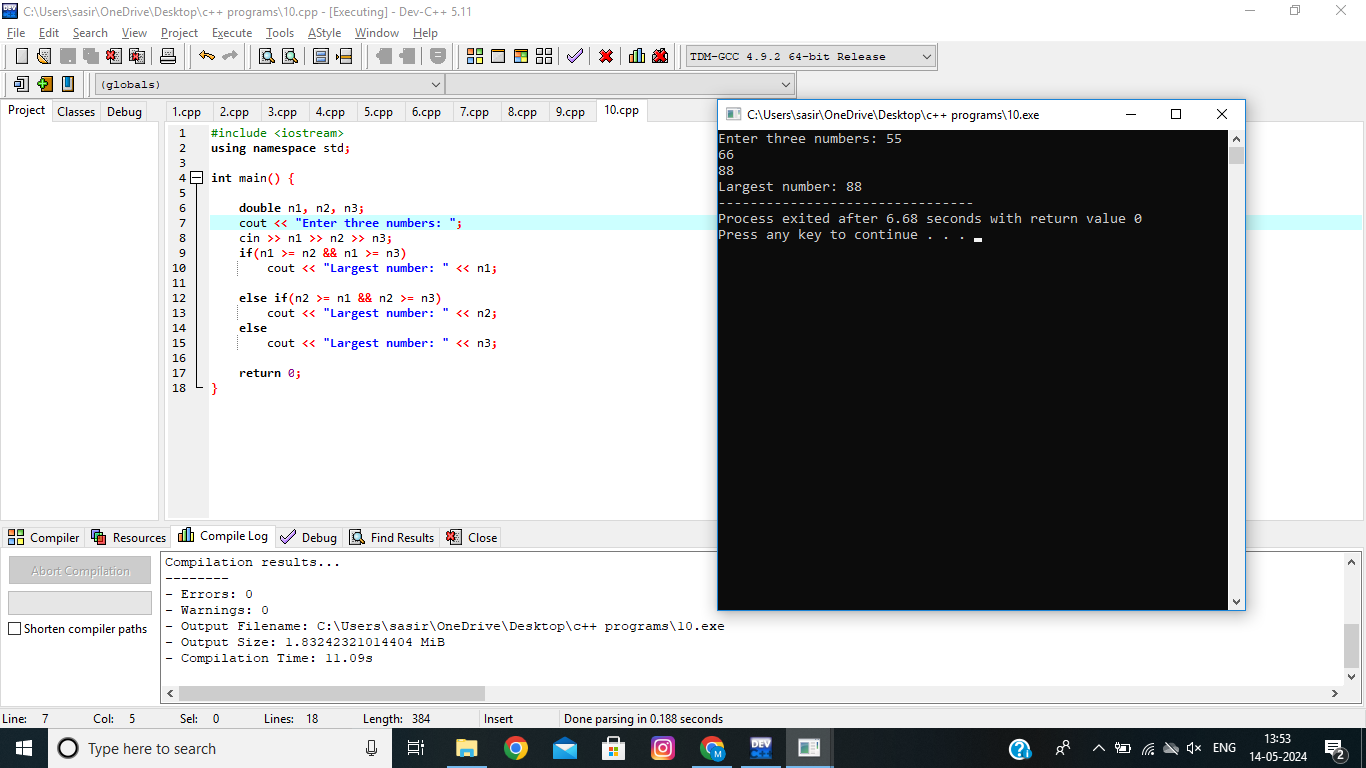 C:\Users\sasir\OneDrive\Desktop\c++ programs\10.cpp - [Executing] - Dev-C++ 5.11
File Edit Search View Project Execute Tools AStyle Window Help
TDM-GCC 4.9.2 64-bit Release
(globals)
Project Classes Debug
1.cpp 2.cpp 3.cpp 4.cpp 5.cpp 6.cpp 7.cpp 8.cpp 9.cpp 10.cpp
1 #include <iostream>
2 using namespace std;
3
4 int main() {
5
6 double n1, n2, n3;
7 cout << "Enter three numbers: ";
8 cin >> n1 >> n2 >> n3;
9 if(n1 >= n2 && n1 >= n3)
10 cout << "Largest number: " << n1;
11
12 else if(n2 >= n1 && n2 >= n3)
13 cout << "Largest number: " << n2;
14 else
15 cout << "Largest number: " << n3;
16
17 return 0;
18 }
C:\Users\sasir\OneDrive\Desktop\c++ programs\10.exe
Enter three numbers: 55
66
88
Largest number: 88
--------------------------------
Process exited after 6.68 seconds with return value 0
Press any key to continue . . .
Compiler Resources Compile Log Debug Find Results Close
Abort Compilation
Shorten compiler paths
Compilation results...
--------
- Errors: 0
- Warnings: 0
- Output Filename: C:\Users\sasir\OneDrive\Desktop\c++ programs\10.exe
- Output Size: 1.83242321014404 MiB
- Compilation Time: 11.09s
Line: 7 Col: 5 Sel: 0 Lines: 18 Length: 384 Insert Done parsing in 0.188 seconds
Type here to search
DEV
M
ENG
13:53
14-05-2024
2